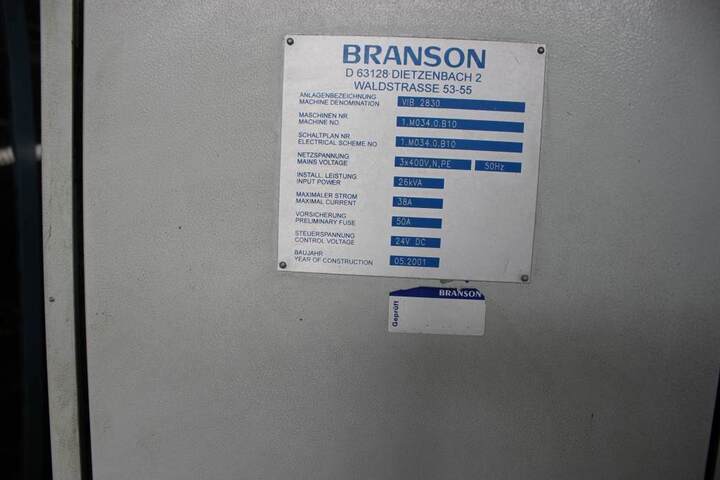 BRANSON
D 63128 DIETZENBACH 2
WALDSTRASSE 53-55
ANLAGENBEZEICHNUNG
MACHINE DENOMINATION VIB 2830
MASCHINEN NR.
MACHINE NO. 1.M034.0.B10
SCHALTPLAN NR.
ELECTRICAL SCHEME NO 1.M034.0.B10
NETZSPANNUNG
MAINS VOLTAGE 3x400V,N,PE 50Hz
INSTALL. LEISTUNG
INPUT POWER 26kVA
MAXIMALER STROM
MAXIMAL CURRENT 38A
VORSICHERUNG
PRELIMINARY FUSE 50A
STEUERSPANNUNG
CONTROL VOLTAGE 24V DC
BAUJAHR
YEAR OF CONSTRUCTION 05.2001
BRANSON
Geprüft